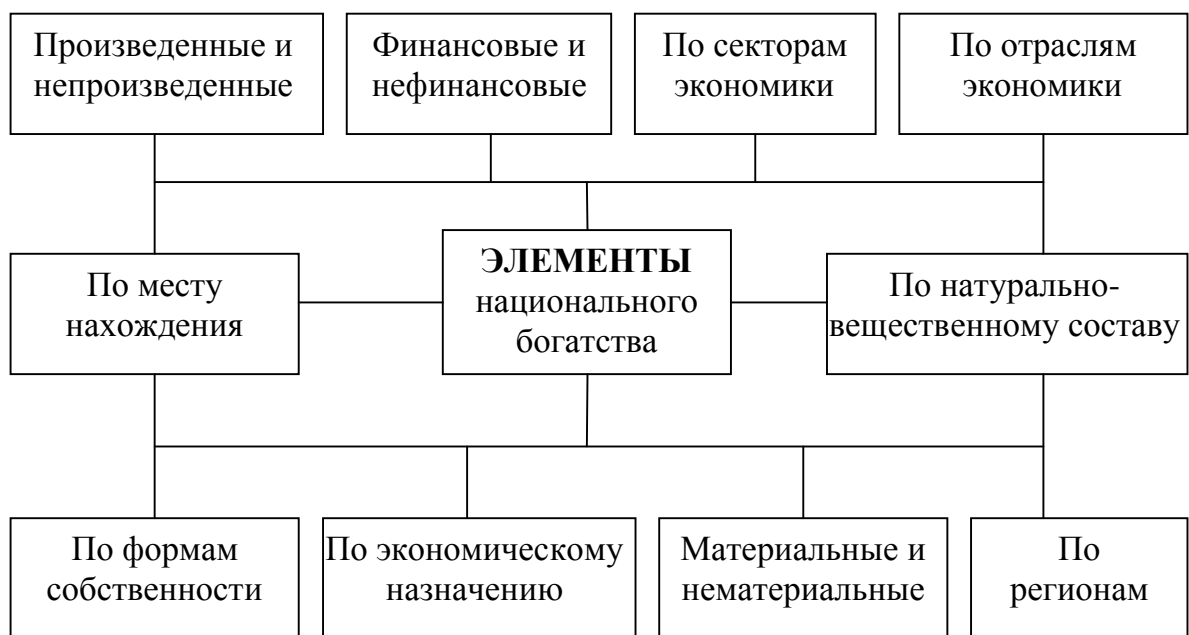 Произведенные и
непроизведенные
Финансовые и
нефинансовые
По секторам
экономики
По отраслям
экономики
По месту
нахождения
ЭЛЕМЕНТЫ
национального
богатства
По натурально-
вещественному составу
По формам
собственности
По экономическому
назначению
Материальные и
нематериальные
По
регионам